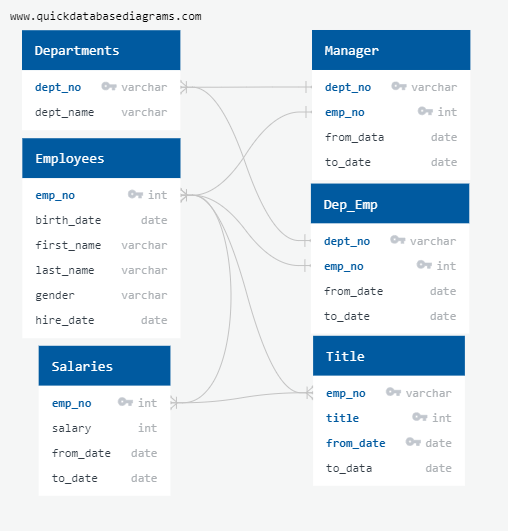 www.quickdatabasediagrams.com
Departments
dept_no varchar
dept_name varchar
Employees
emp_no int
birth_date date
first_name varchar
last_name varchar
gender varchar
hire_date date
Salaries
emp_no int
salary int
from_date date
to_date date
Manager
dept_no varchar
emp_no int
from_data date
to_date date
Dep_Emp
dept_no varchar
emp_no int
from_date date
to_date date
Title
emp_no varchar
title int
from_date date
to_data date